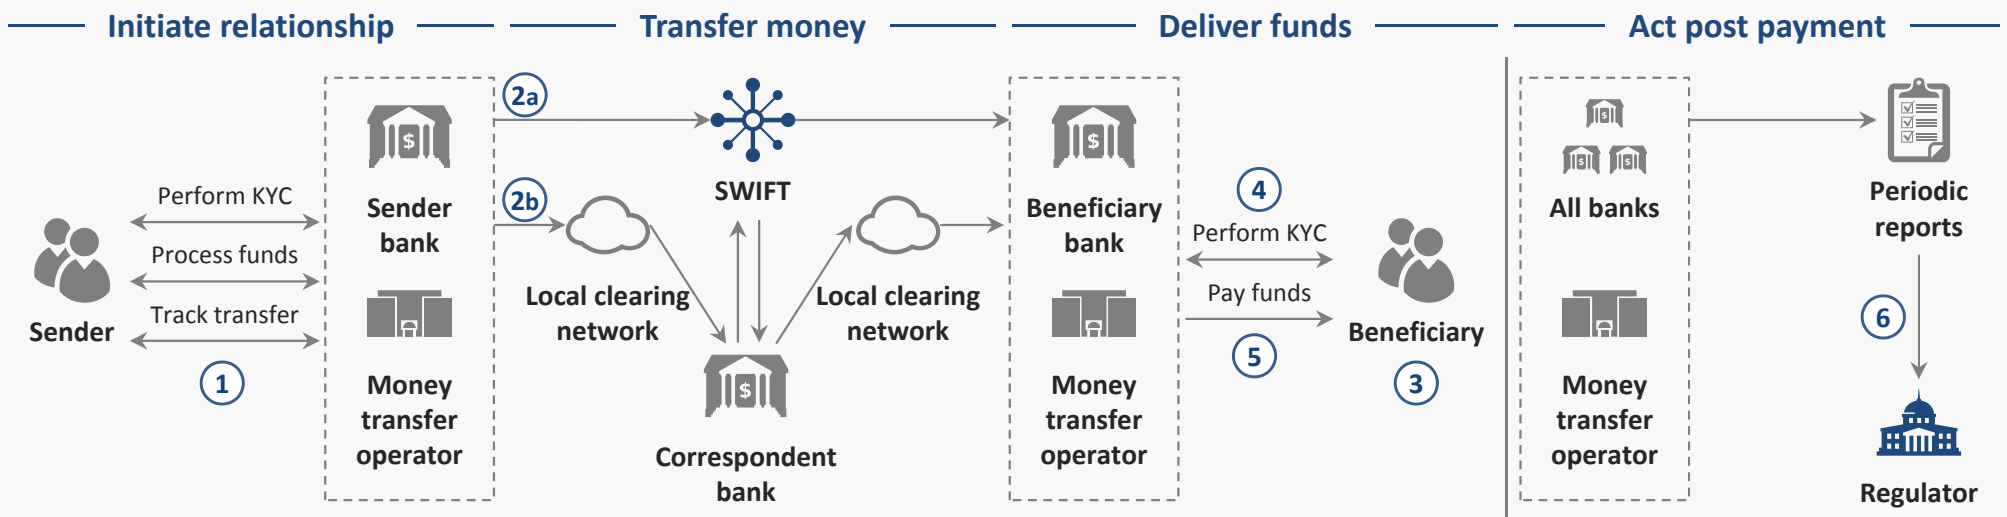 Initiate relationship
Transfer money
Deliver funds
Act post payment
Perform KYC
Process funds
Track transfer
Sender
1
$
Sender
bank
Money
transfer
operator
2a
2b
SWIFT
Local clearing
network
Local clearing
network
$
Correspondent
bank
$
Beneficiary
bank
Money
transfer
operator
4
Perform KYC
Pay funds
5
Beneficiary
3
$
$
$
All banks
Money
transfer
operator
Periodic
reports
6
Regulator